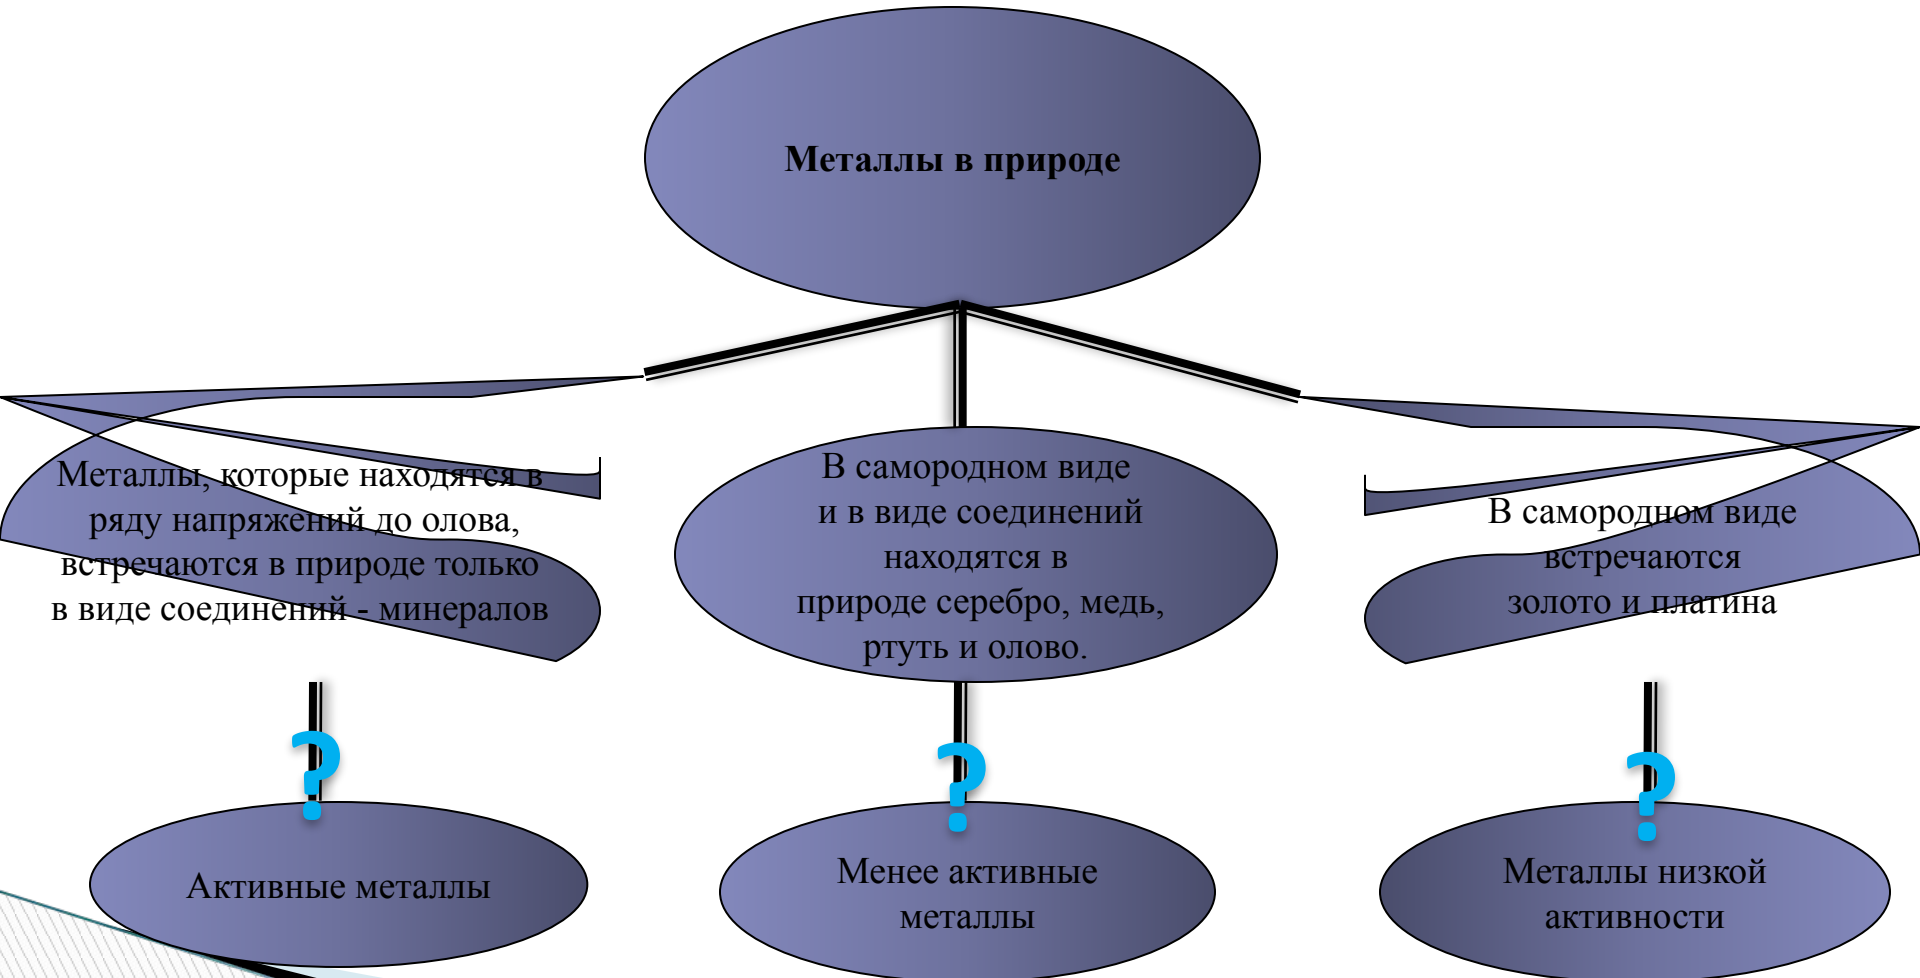 Металлы в природе
Металлы, которые находятся в
ряду напряжений до олова,
встречаются в природе только
в виде соединений - минералов
В самородном виде
и в виде соединений
находятся в
природе серебро, медь,
ртуть и олово.
В самородном виде
встречаются
золото и платина
?
?
?
Активные металлы
Менее активные
металлы
Металлы низкой
активности